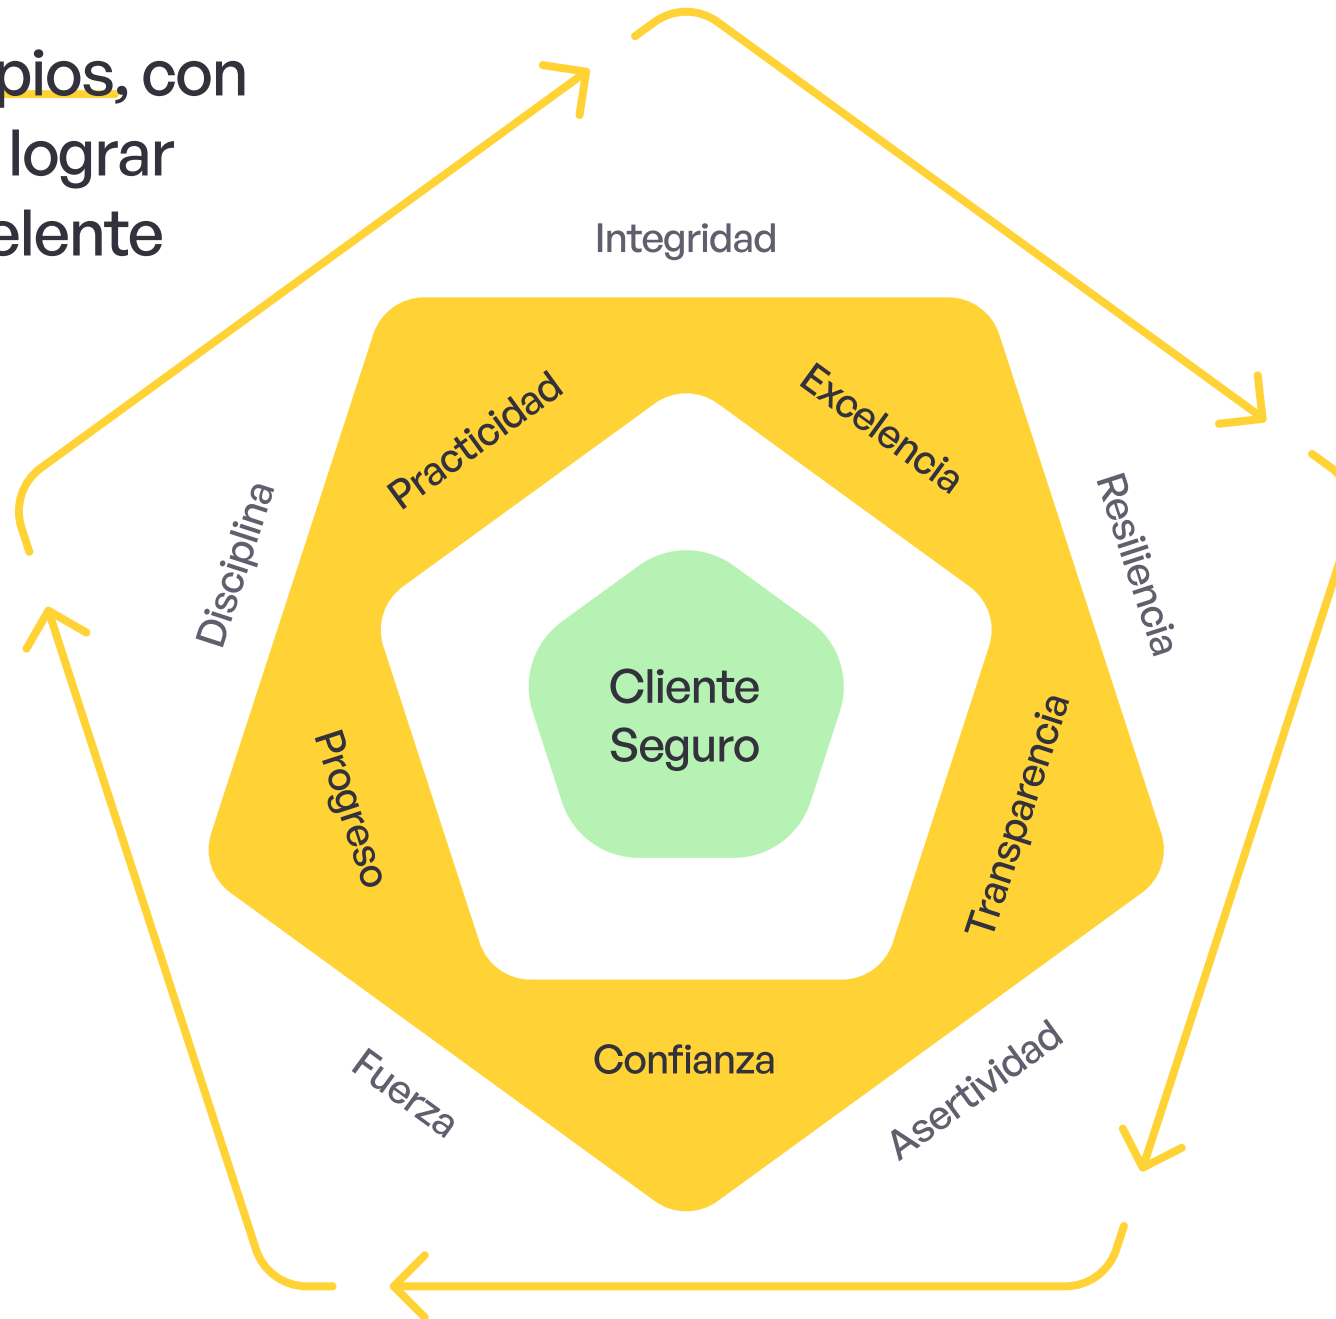 pios, con
lograr
elente
Integridad
Practicidad
Excelencia
Disciplina
Resiliencia
Cliente
Seguro
Progreso
Transparencia
Confianza
Fuerza
Asertividad